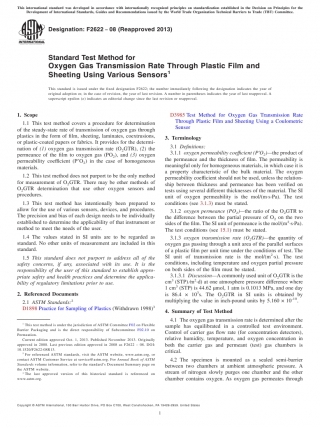 This international standard was developed in accordance with internationally recognized principles on standardization established in the Decision on Principles for the
Development of International Standards, Guides and Recommendations issued by the World Trade Organization Technical Barriers to Trade (TBT) Committee.
Designation: F2622 - 08 (Reapproved 2013)
Standard Test Method for
Oxygen Gas Transmission Rate Through Plastic Film and
Sheeting Using Various Sensors1
This standard is issued under the fixed designation F2622; the number immediately following the designation indicates the year of
original adoption or, in the case of revision, the year of last revision. A number in parentheses indicates the year of last reapproval. A
superscript epsilon (ε) indicates an editorial change since the last revision or reapproval.
1. Scope
1.1 This test method covers a procedure for determination
of the steady-state rate of transmission of oxygen gas through
plastics in the form of film, sheeting, laminates, coextrusions,
or plastic-coated papers or fabrics. It provides for the determi-
nation of (1) oxygen gas transmission rate (O2GTR), (2) the
permeance of the film to oxygen gas (PO2), and (3) oxygen
permeability coefficient (P'O2) in the case of homogeneous
materials.
1.2 This test method does not purport to be the only method
for measurement of O2GTR. There may be other methods of
O2GTR determination that use other oxygen sensors and
procedures.
1.3 This test method has intentionally been prepared to
allow for the use of various sensors, devices, and procedures.
The precision and bias of each design needs to be individually
established to determine the applicability of that instrument or
method to meet the needs of the user.
1.4 The values stated in SI units are to be regarded as
standard. No other units of measurement are included in this
standard.
1.5 This standard does not purport to address all of the
safety concerns, if any, associated with its use. It is the
responsibility of the user of this standard to establish appro-
priate safety and health practices and determine the applica-
bility of regulatory limitations prior to use.
2. Referenced Documents
2.1 ASTM Standards:2
D1898 Practice for Sampling of Plastics (Withdrawn 1998)3
1 This test method is under the jurisdiction of ASTM Committee F02 on Flexible
Barrier Packaging and is the direct responsibility of Subcommittee F02.10 on
Permeation.
Current edition approved Oct. 1, 2013. Published November 2013. Originally
approved in 2008. Last previous edition approved in 2008 as F2622 – 08. DOI:
10.1520/F2622-08R13.
2 For referenced ASTM standards, visit the ASTM website, www.astm.org, or
contact ASTM Customer Service at service@astm.org. For Annual Book of ASTM
Standards volume information, refer to the standard's Document Summary page on
the ASTM website.
3 The last approved version of this historical standard is referenced on
www.astm.org.
D3985 Test Method for Oxygen Gas Transmission Rate
Through Plastic Film and Sheeting Using a Coulometric
Sensor
3. Terminology
3.1 Definitions:
3.1.1 oxygen permeability coefficient (P'O2)—the product of
the permeance and the thickness of film. The permeability is
meaningful only for homogeneous materials, in which case it is
a property characteristic of the bulk material. The oxygen
permeability coefficient should not be used, unless the relation-
ship between thickness and permeance has been verified on
tests using several different thicknesses of the material. The SI
unit of oxygen permeability is the mol/(m·s·Pa). The test
conditions (see 3.1.3) must be stated.
3.1.2 oxygen permeance (PO2)—the ratio of the O2GTR to
the difference between the partial pressure of O2 on the two
sides of the film. The SI unit of permeance is the mol/(m2·s·Pa).
The test conditions (see 15.1) must be stated.
3.1.3 oxygen transmission rate (O2GTR)—the quantity of
oxygen gas passing through a unit area of the parallel surfaces
of a plastic film per unit time under the conditions of test. The
SI unit of transmission rate is the mol/(m2·s). The test
conditions, including temperature and oxygen partial pressure
on both sides of the film must be stated.
3.1.3.1 Discussion—A commonly used unit of O2GTR is the
cm3 (STP)/m2·d) at one atmosphere pressure difference where
1 cm3 (STP) is 44.62 µmol, 1 atm is 0.1013 MPa, and one day
is 86.4 × 103s. The O2GTR in SI units is obtained by
multiplying the value in inch-pound units by 5.160 × 10-10.
4. Summary of Test Method
4.1 The oxygen gas transmission rate is determined after the
sample has equilibrated in a controlled test environment.
Control of carrier gas flow rate (for concentration detectors),
relative humidity, temperature, and oxygen concentration in
both the carrier gas and permeant (test) gas chambers is
critical.
4.2 The specimen is mounted as a sealed semi-barrier
between two chambers at ambient atmospheric pressure. A
stream of nitrogen slowly purges one chamber and the other
chamber contains oxygen. As oxygen gas permeates through
Copyright © ASTM International, 100 Barr Harbor Drive, PO Box C700, West Conshohocken, PA 19428-2959. United States
1